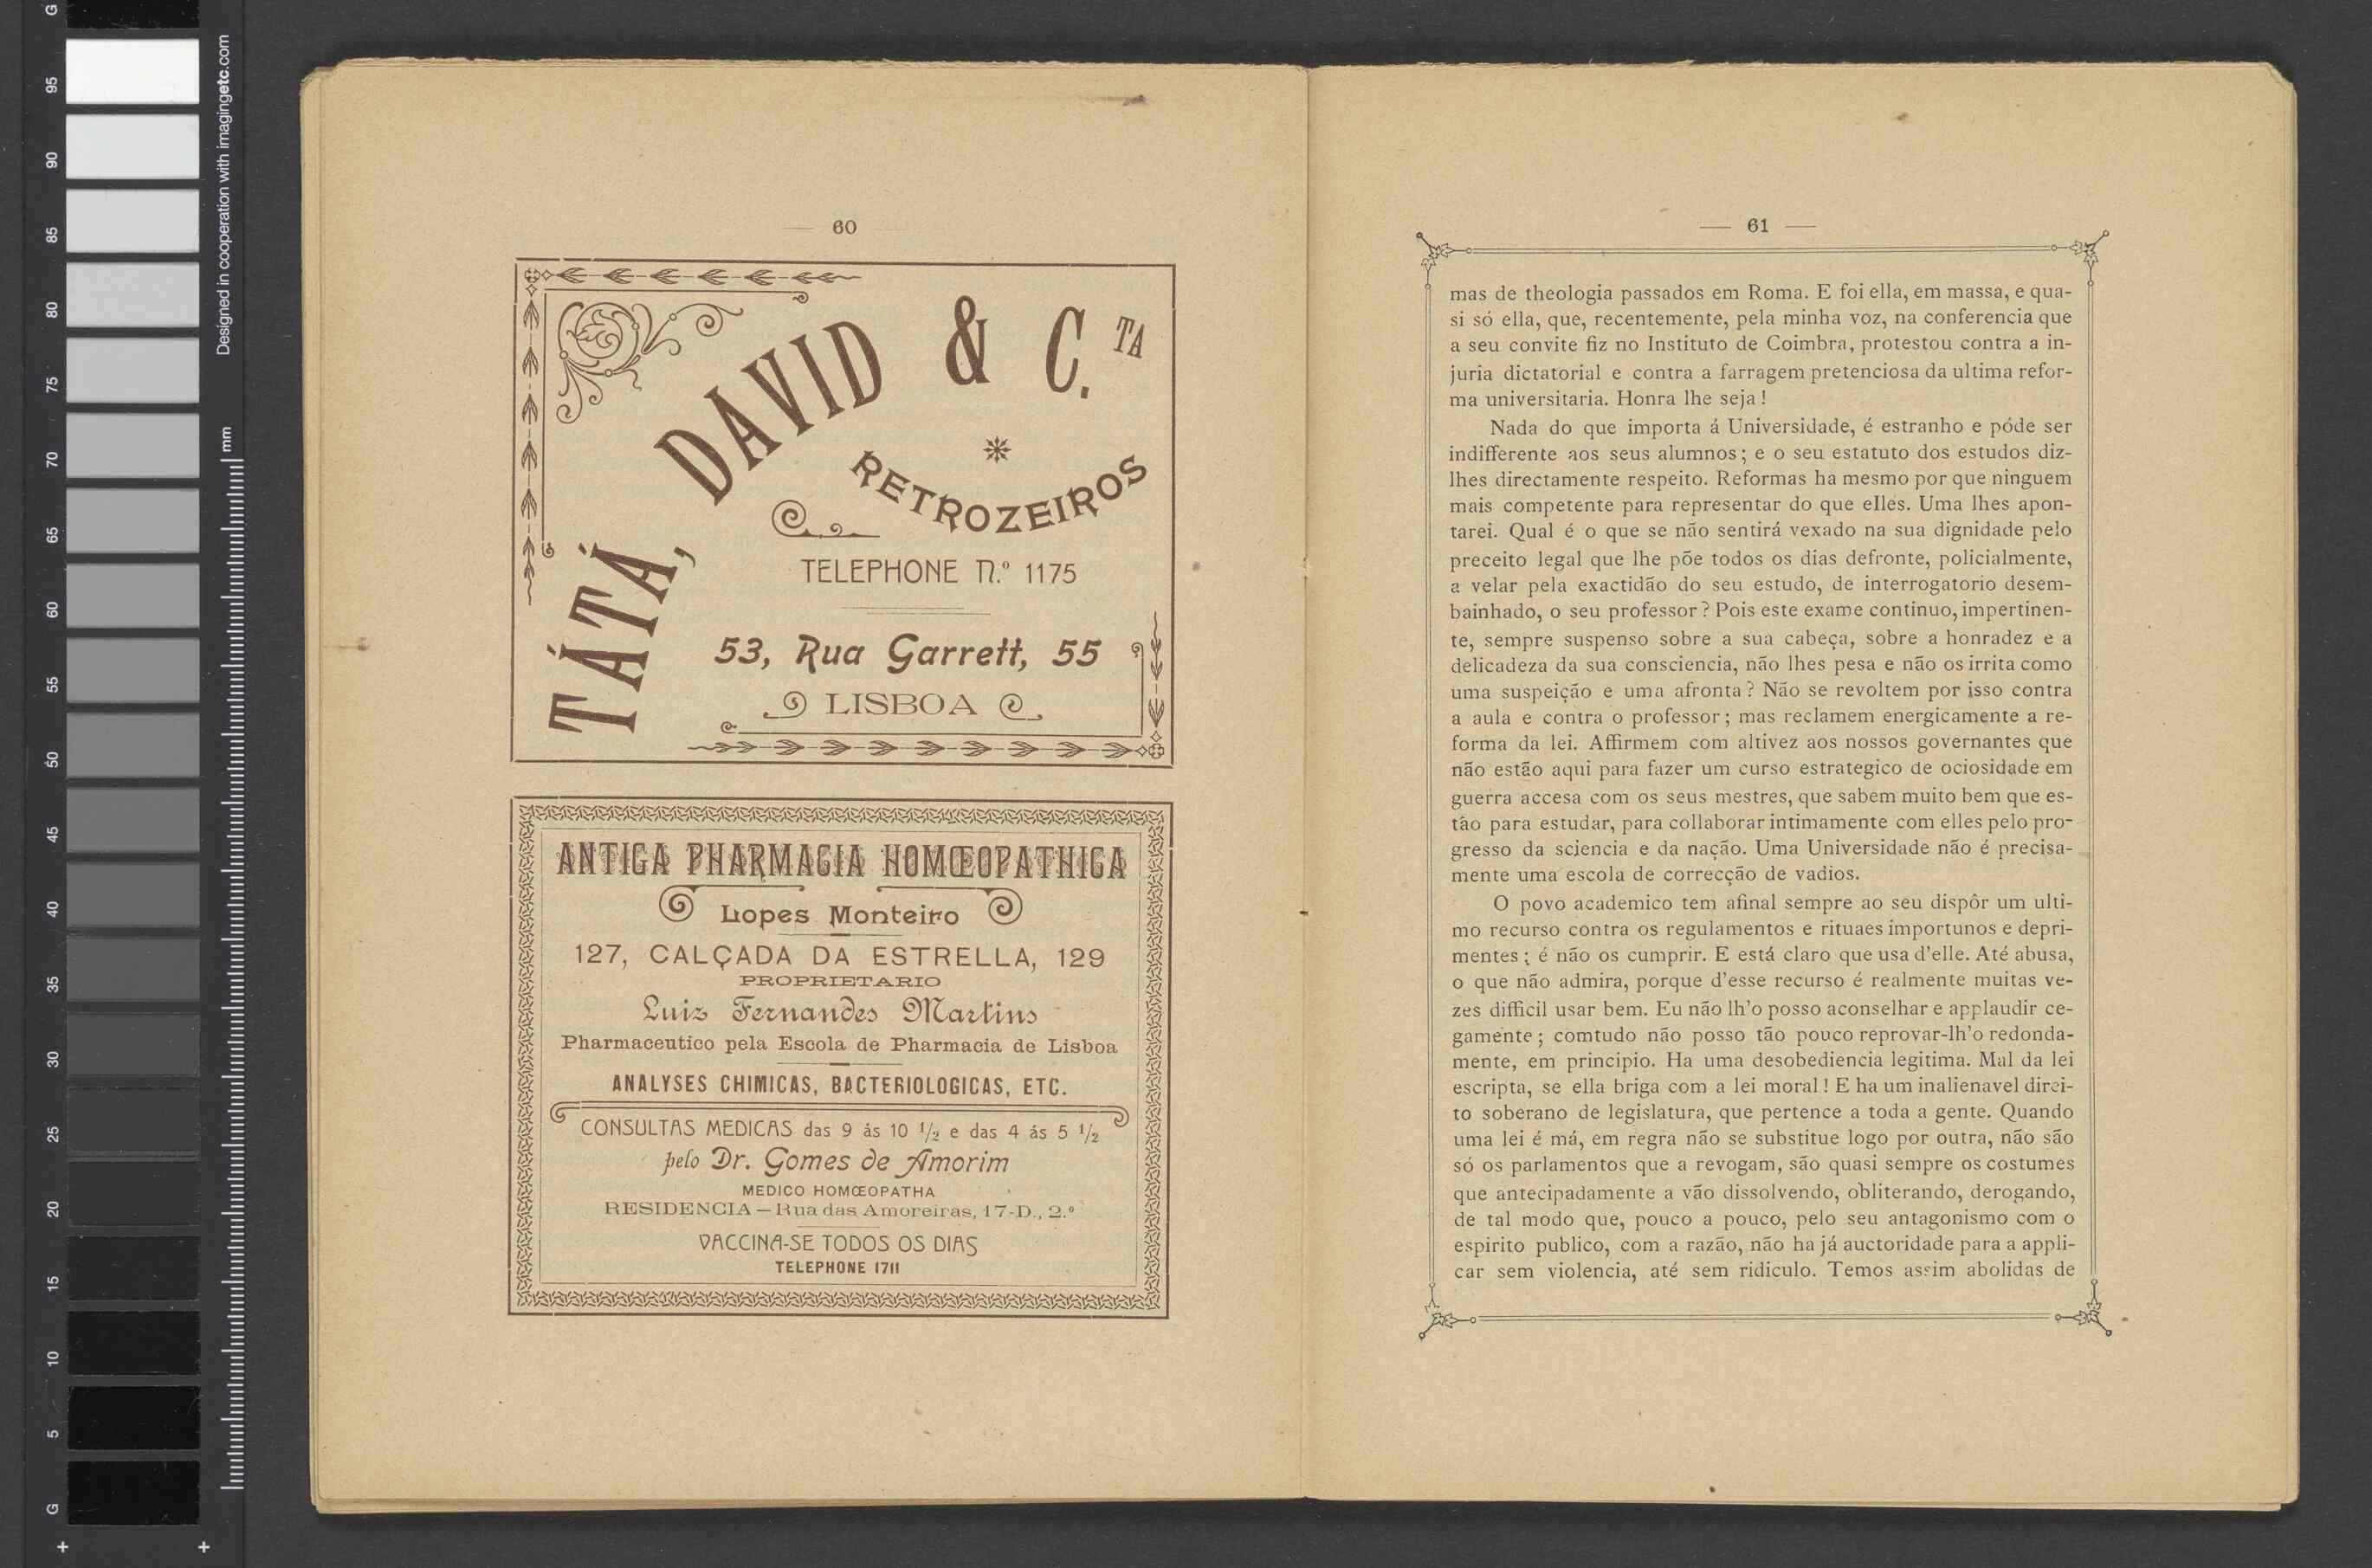 G
95
90
85
80
75
70
65
60
55
50
45
40
35
30
25
20
15
10
5
G
Designed in cooperation with imagingetc.com
mm
— 60 —
TÁTÁ, DAVID & C.TA
RETROZEIROS
TELEPHONE N.º 1175
53, Rua Garrett, 55
LISBOA
ANTIGA PHARMACIA HOMŒOPATHICA
Lopes Monteiro
127, CALÇADA DA ESTRELLA, 129
PROPRIETARIO
Luiz Fernandes Martins
Pharmaceutico pela Escola de Pharmacia de Lisboa
ANALYSES CHIMICAS, BACTERIOLOGICAS, ETC.
CONSULTAS MEDICAS das 9 ás 10 1/2 e das 4 ás 5 1/2
pelo Dr. Gomes de Amorim
MEDICO HOMŒOPATHA
RESIDENCIA — Rua das Amoreiras, 17-D., 2.º
VACCINA-SE TODOS OS DIAS
TELEPHONE 1711
— 61 —
mas de theologia passados em Roma. E foi ella, em massa, e qua-
si só ella, que, recentemente, pela minha voz, na conferencia que
a seu convite fiz no Instituto de Coimbra, protestou contra a in-
juria dictatorial e contra a farragem pretenciosa da ultima refor-
ma universitaria. Honra lhe seja !
Nada do que importa á Universidade, é estranho e póde ser
indifferente aos seus alumnos ; e o seu estatuto dos estudos diz-
lhes directamente respeito. Reformas ha mesmo por que ninguem
mais competente para representar do que elles. Uma lhes apon-
tarei. Qual é o que se não sentirá vexado na sua dignidade pelo
preceito legal que lhe põe todos os dias defronte, policialmente,
a velar pela exactidão do seu estudo, de interrogatorio desem-
bainhado, o seu professor ? Pois este exame continuo, impertinen-
te, sempre suspenso sobre a sua cabeça, sobre a honradez e a
delicadeza da sua consciencia, não lhes pesa e não os irrita como
uma suspeição e uma afronta ? Não se revoltem por isso contra
a aula e contra o professor ; mas reclamem energicamente a re-
forma da lei. Affirmem com altivez aos nossos governantes que
não estão aqui para fazer um curso estrategico de ociosidade em
guerra accesa com os seus mestres, que sabem muito bem que es-
tão para estudar, para collaborar intimamente com elles pelo pro-
gresso da sciencia e da nação. Uma Universidade não é precisa-
mente uma escola de correcção de vadios.
O povo academico tem afinal sempre ao seu dispôr um ulti-
mo recurso contra os regulamentos e rituaes importunos e depri-
mentes ; é não os cumprir. E está claro que usa d'elle. Até abusa,
o que não admira, porque d'esse recurso é realmente muitas ve-
zes difficil usar bem. Eu não lh'o posso aconselhar e applaudir ce-
gamente ; comtudo não posso tão pouco reprovar-lh'o redonda-
mente, em principio. Ha uma desobediencia legitima. Mal da lei
escripta, se ella briga com a lei moral ! E ha um inalienavel direi-
to soberano de legislatura, que pertence a toda a gente. Quando
uma lei é má, em regra não se substitue logo por outra, não são
só os parlamentos que a revogam, são quasi sempre os costumes
que antecipadamente a vão dissolvendo, obliterando, derogando,
de tal modo que, pouco a pouco, pelo seu antagonismo com o
espirito publico, com a razão, não ha já auctoridade para a appli-
car sem violencia, até sem ridiculo. Temos assim abolidas de